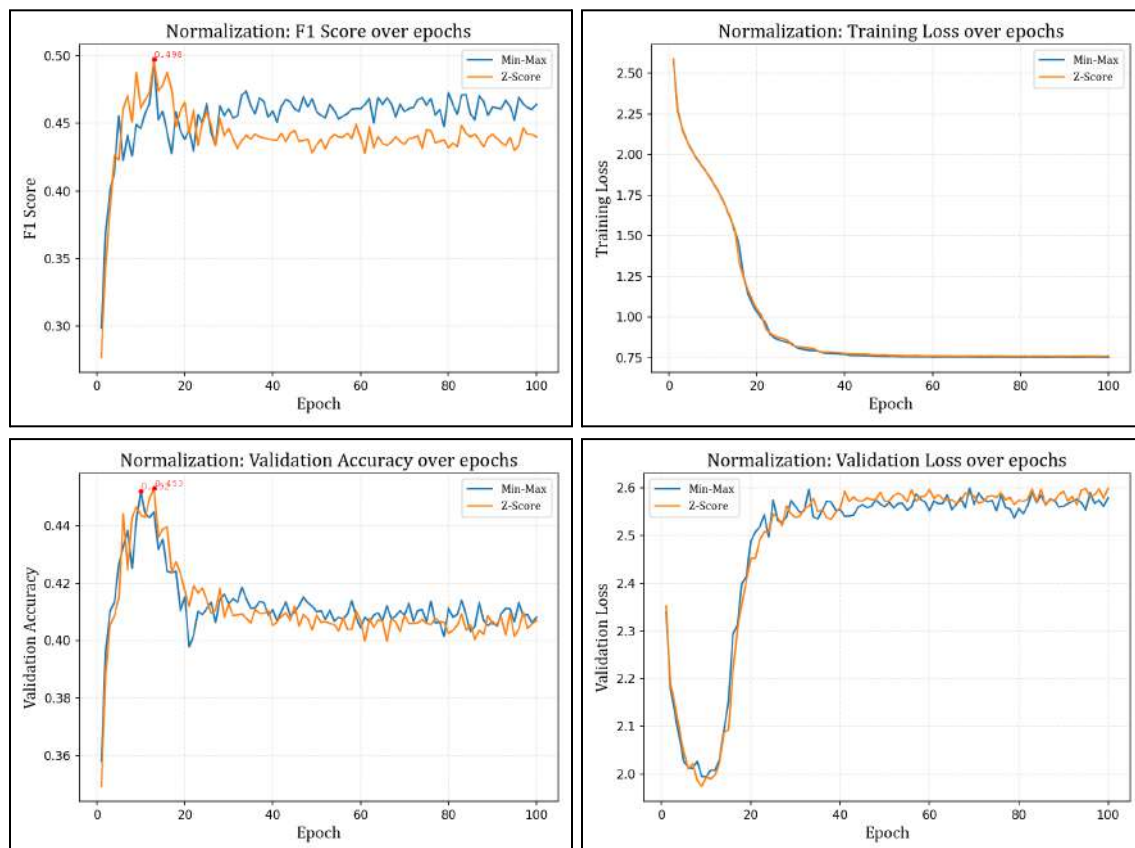 Normalization: F1 Score over epochs
0.498
Min-Max
Z-Score
0.50
0.45
0.40
0.35
0.30
F1 Score
0 20 40 60 80 100
Epoch
Normalization: Training Loss over epochs
Min-Max
Z-Score
2.50
2.25
2.00
1.75
1.50
1.25
1.00
0.75
Training Loss
0 20 40 60 80 100
Epoch
Normalization: Validation Accuracy over epochs
0.453
Min-Max
Z-Score
0.44
0.42
0.40
0.38
0.36
Validation Accuracy
0 20 40 60 80 100
Epoch
Normalization: Validation Loss over epochs
Min-Max
Z-Score
2.6
2.5
2.4
2.3
2.2
2.1
2.0
Validation Loss
0 20 40 60 80 100
Epoch